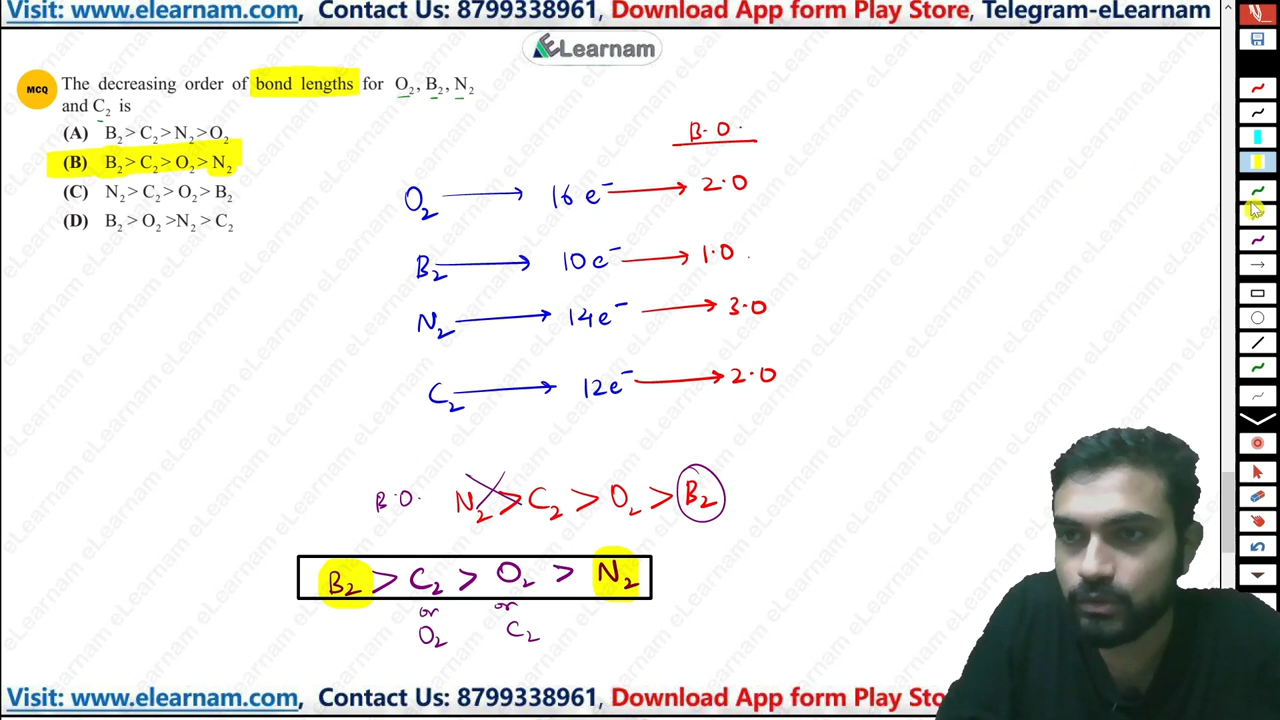 Visit: www.elearnam.com, Contact Us: 8799338961, Download App form Play Store, Telegram-eLearnam
eLearnam
MCQ
The decreasing order of bond lengths for O₂, B₂, N₂
and C₂ is
(A) B₂ > C₂ > N₂ > O₂
(B) B₂ > C₂ > O₂ > N₂
(C) N₂ > C₂ > O₂ > B₂
(D) B₂ > O₂ >N₂ > C₂
B.O.
O₂ → 16 e⁻ → 2.0
B₂ → 10 e⁻ → 1.0
N₂ → 14 e⁻ → 3.0
C₂ → 12 e⁻ → 2.0
B.O. N₂ > C₂ > O₂ > B₂
B₂ > C₂ > O₂ > N₂
or or
O₂ C₂
Visit: www.elearnam.com, Contact Us: 8799338961, Download App form Play Stor